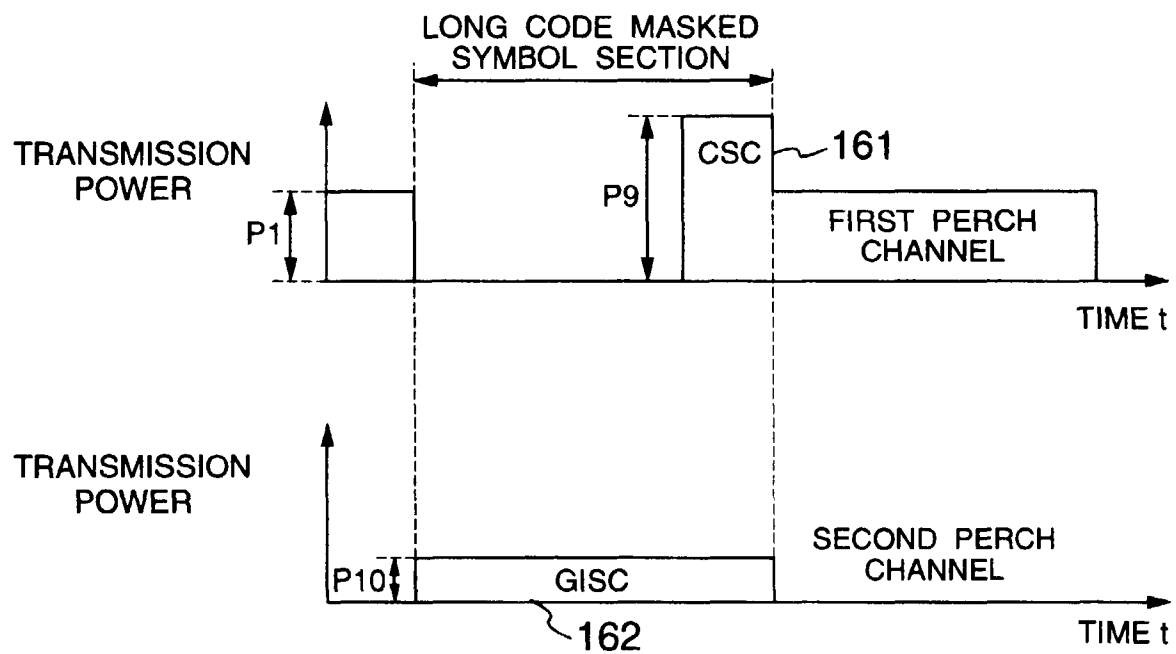 LONG CODE MASKED
SYMBOL SECTION
TRANSMISSION
POWER
P1
P9
CSC
161
FIRST PERCH
CHANNEL
TIME t
TRANSMISSION
POWER
P10
GISC
162
SECOND PERCH
CHANNEL
TIME t